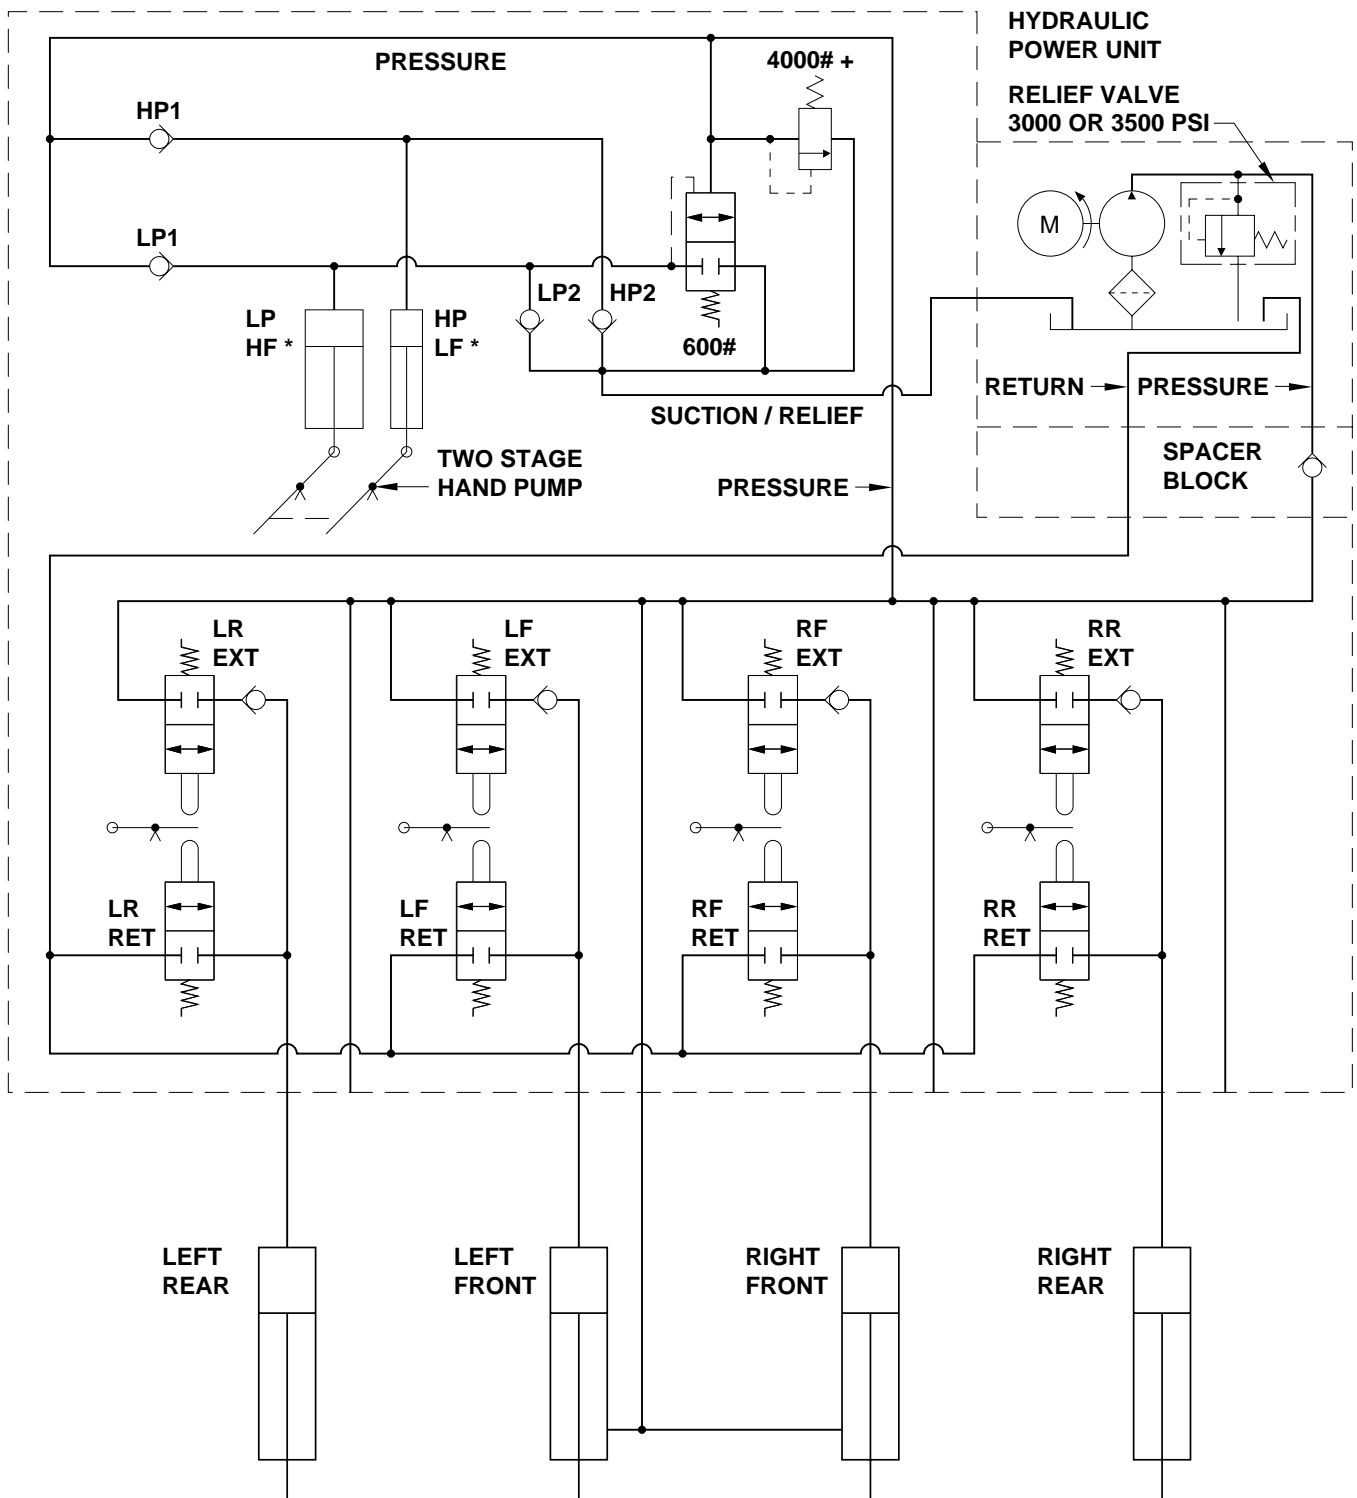 HYDRAULIC
POWER UNIT
PRESSURE
4000# +
RELIEF VALVE
3000 OR 3500 PSI
HP1
M
LP1
LP2
HP2
LP
HF *
HP
LF *
600#
RETURN
PRESSURE
SUCTION / RELIEF
TWO STAGE
HAND PUMP
PRESSURE
SPACER
BLOCK
LR
EXT
LF
EXT
RF
EXT
RR
EXT
LR
RET
LF
RET
RF
RET
RR
RET
LEFT
REAR
LEFT
FRONT
RIGHT
FRONT
RIGHT
REAR